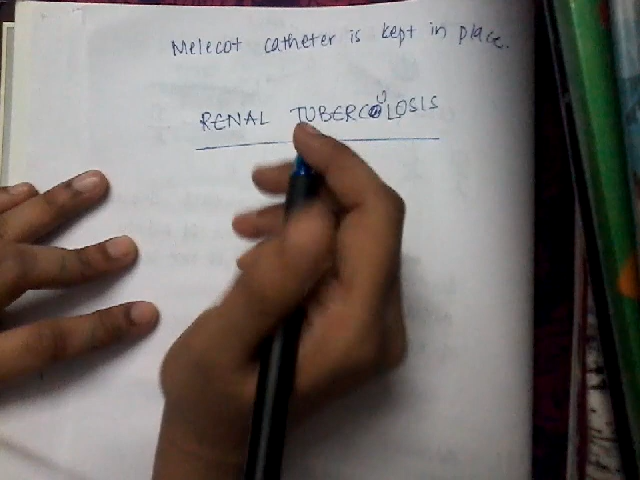 Melecot catheter is kept in place.
RENAL TUBERCULOSIS